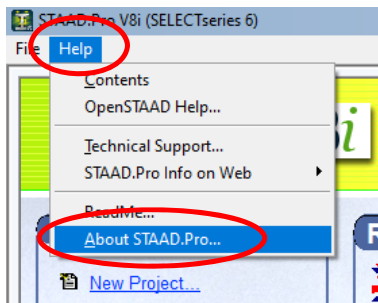 STAAD.Pro V8i (SELECTseries 6)
File Help
Contents
OpenSTAAD Help...
Technical Support...
STAAD.Pro Info on Web
ReadMe...
About STAAD.Pro...
i
R
New Project...